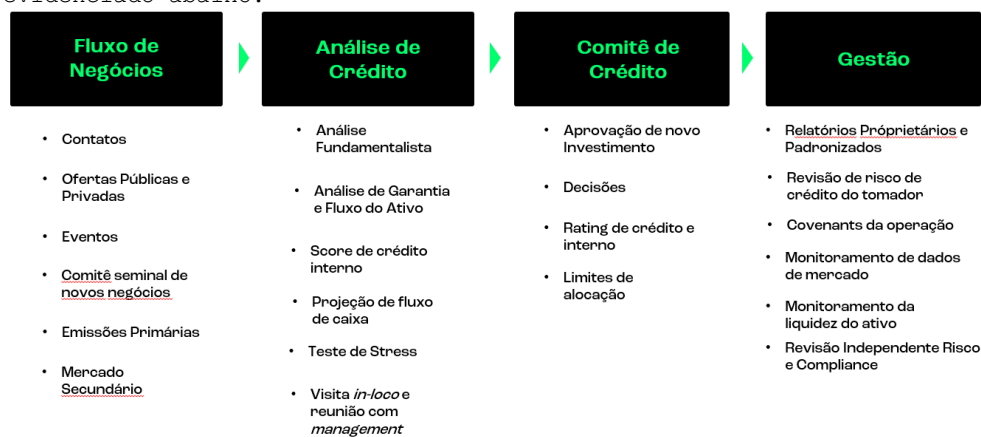 evidenciado abaixo:
Fluxo de
Negócios
Análise de
Crédito
Comitê de
Crédito
Gestão
• Contatos
• Ofertas Públicas e
Privadas
• Eventos
• Comitê seminal de
novos negócios
• Emissões Primárias
• Mercado
Secundário
• Análise
Fundamentalista
• Análise de Garantia
e Fluxo do Ativo
• Score de crédito
interno
• Projeção de fluxo
de caixa
• Teste de Stress
• Visita in-loco e
reunião com
management
• Aprovação de novo
Investimento
• Decisões
• Rating de crédito e
interno
• Limites de
alocação
• Relatórios Próprietários e
Padronizados
• Revisão de risco de
crédito do tomador
• Covenants da operação
• Monitoramento de dados
de mercado
• Monitoramento da
liquidez do ativo
• Revisão Independente Risco
e Compliance